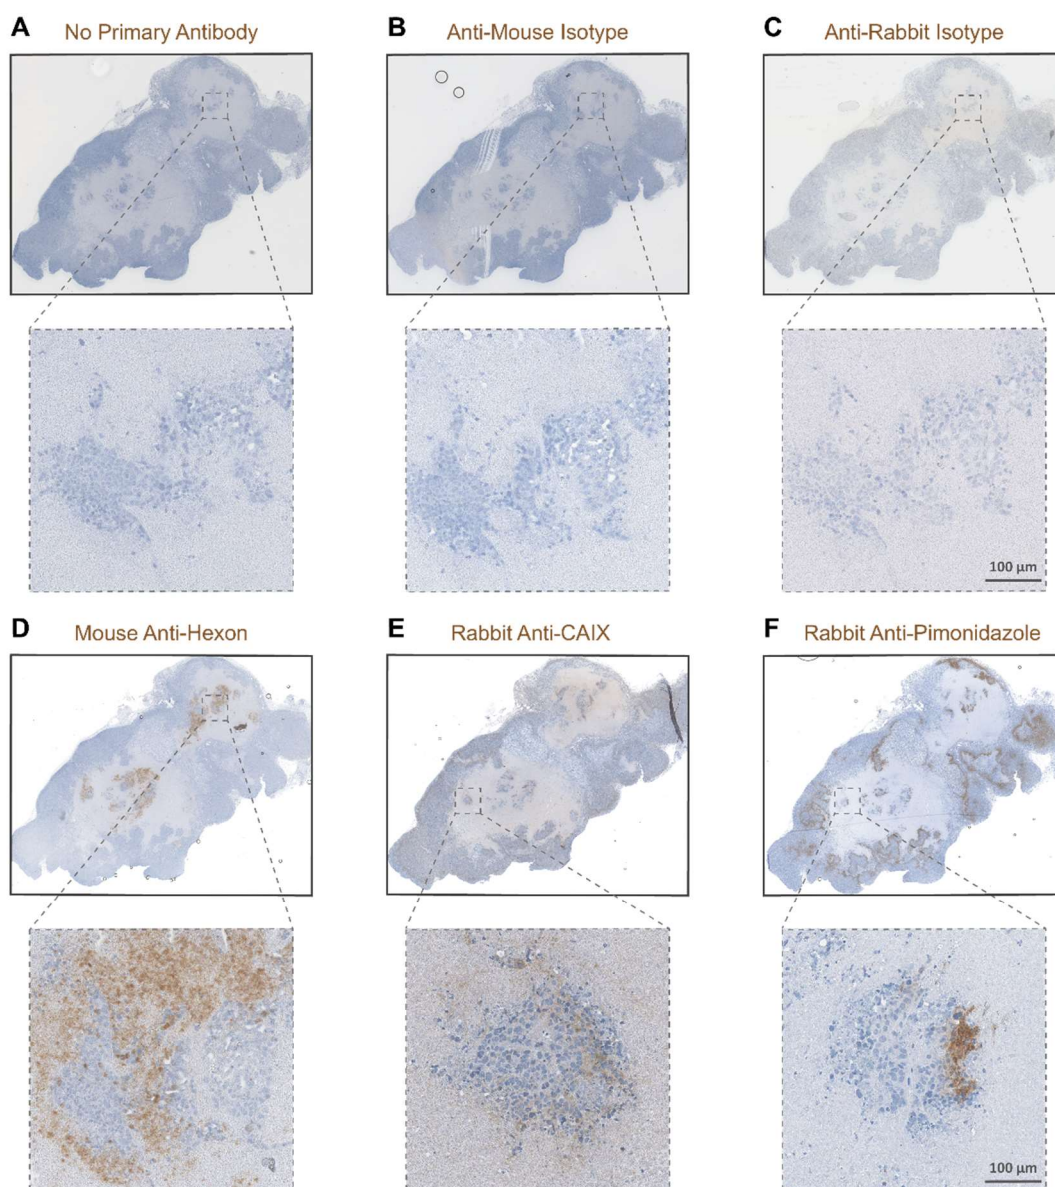 A No Primary Antibody
B Anti-Mouse Isotype
C Anti-Rabbit Isotype
100 µm
D Mouse Anti-Hexon
E Rabbit Anti-CAIX
F Rabbit Anti-Pimonidazole
100 µm